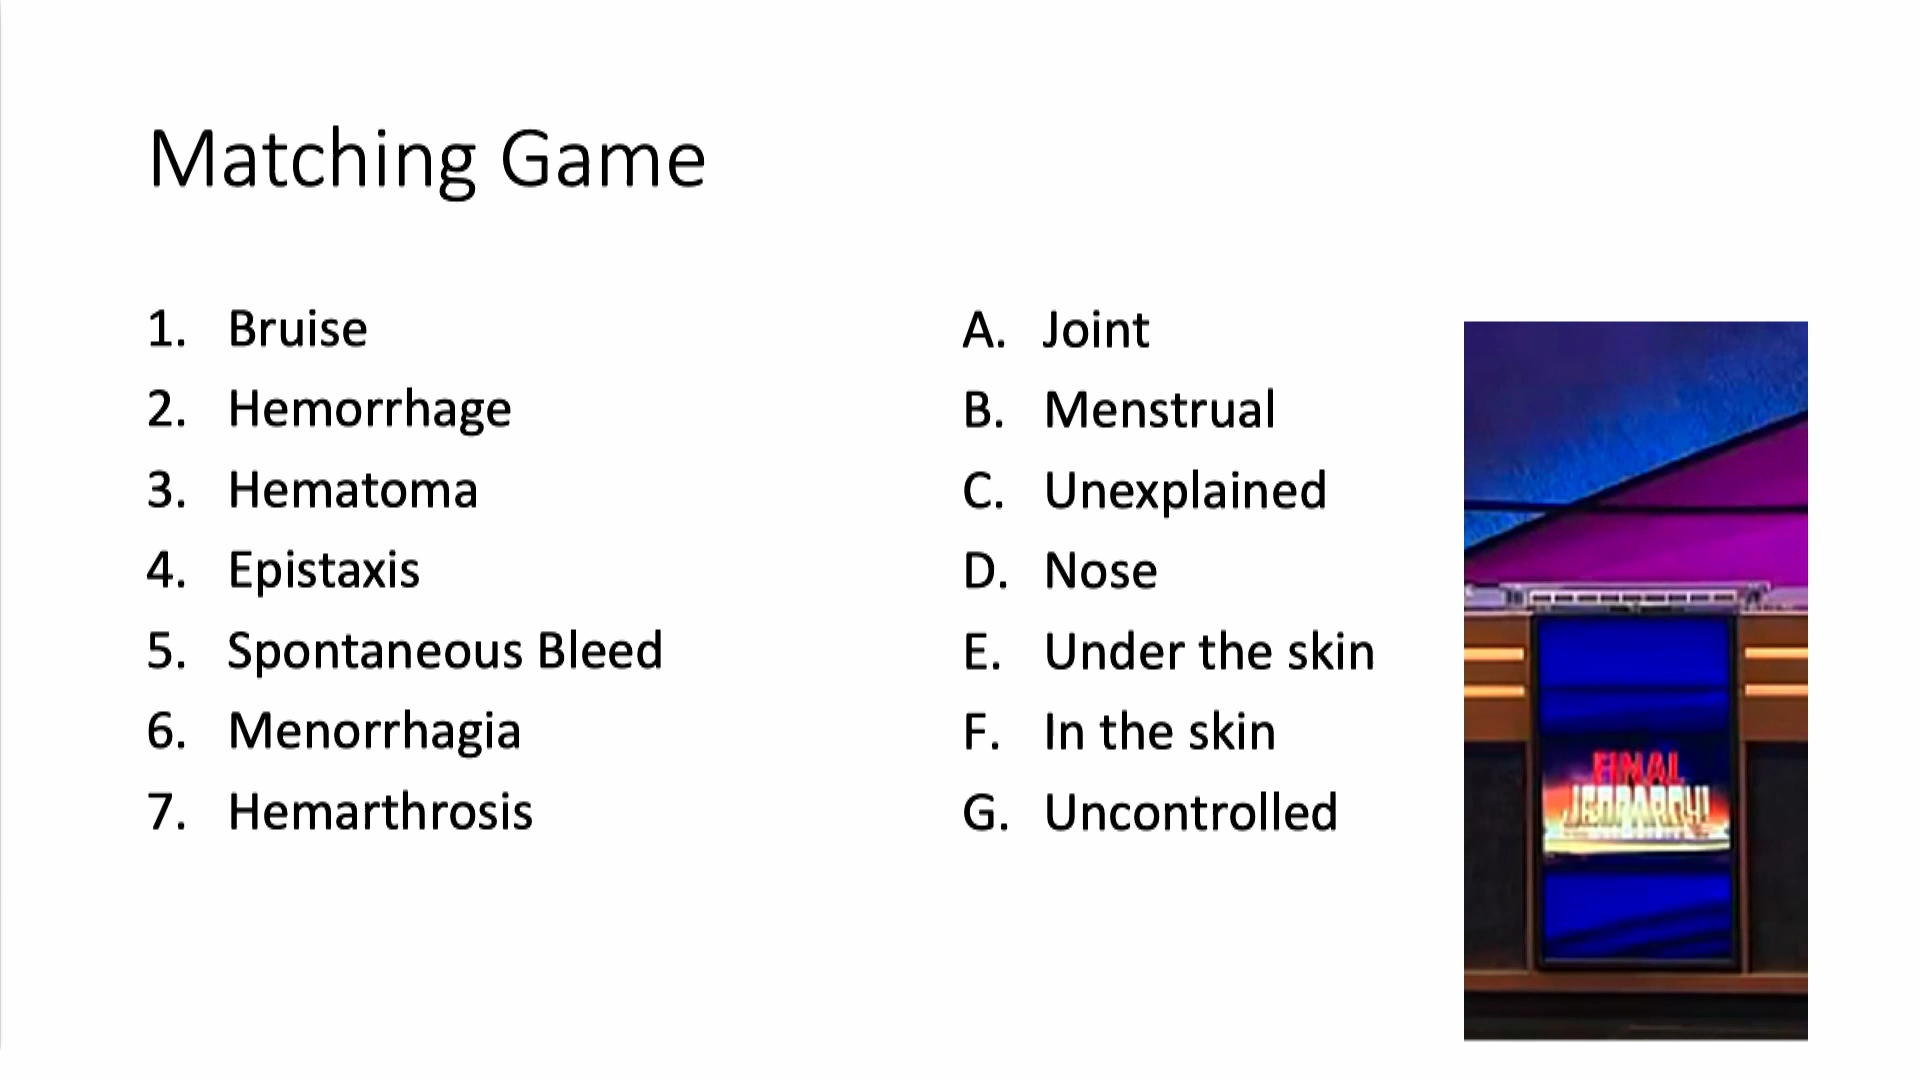 Matching Game
1. Bruise
2. Hemorrhage
3. Hematoma
4. Epistaxis
5. Spontaneous Bleed
6. Menorrhagia
7. Hemarthrosis
A. Joint
B. Menstrual
C. Unexplained
D. Nose
E. Under the skin
F. In the skin
G. Uncontrolled
FINAL
JEOPARDY!